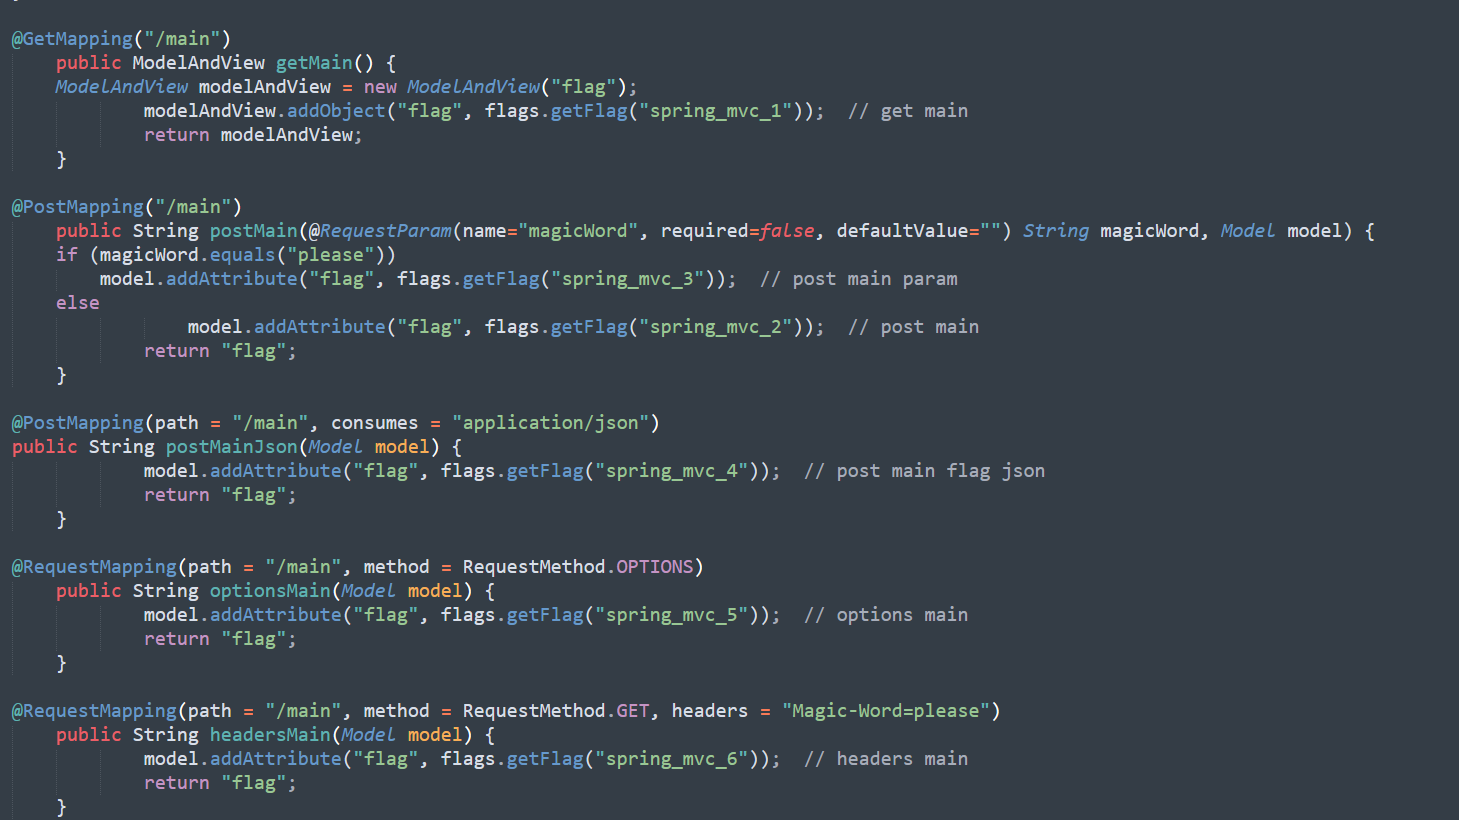 @GetMapping("/main")
public ModelAndView getMain() {
ModelAndView modelAndView = new ModelAndView("flag");
modelAndView.addObject("flag", flags.getFlag("spring_mvc_1"));  // get main
return modelAndView;
}
@PostMapping("/main")
public String postMain(@RequestParam(name="magicWord", required=false, defaultValue="") String magicWord, Model model) {
if (magicWord.equals("please"))
model.addAttribute("flag", flags.getFlag("spring_mvc_3"));  // post main param
else
model.addAttribute("flag", flags.getFlag("spring_mvc_2"));  // post main
return "flag";
}
@PostMapping(path = "/main", consumes = "application/json")
public String postMainJson(Model model) {
model.addAttribute("flag", flags.getFlag("spring_mvc_4"));  // post main flag json
return "flag";
}
@RequestMapping(path = "/main", method = RequestMethod.OPTIONS)
public String optionsMain(Model model) {
model.addAttribute("flag", flags.getFlag("spring_mvc_5"));  // options main
return "flag";
}
@RequestMapping(path = "/main", method = RequestMethod.GET, headers = "Magic-Word=please")
public String headersMain(Model model) {
model.addAttribute("flag", flags.getFlag("spring_mvc_6"));  // headers main
return "flag";
}